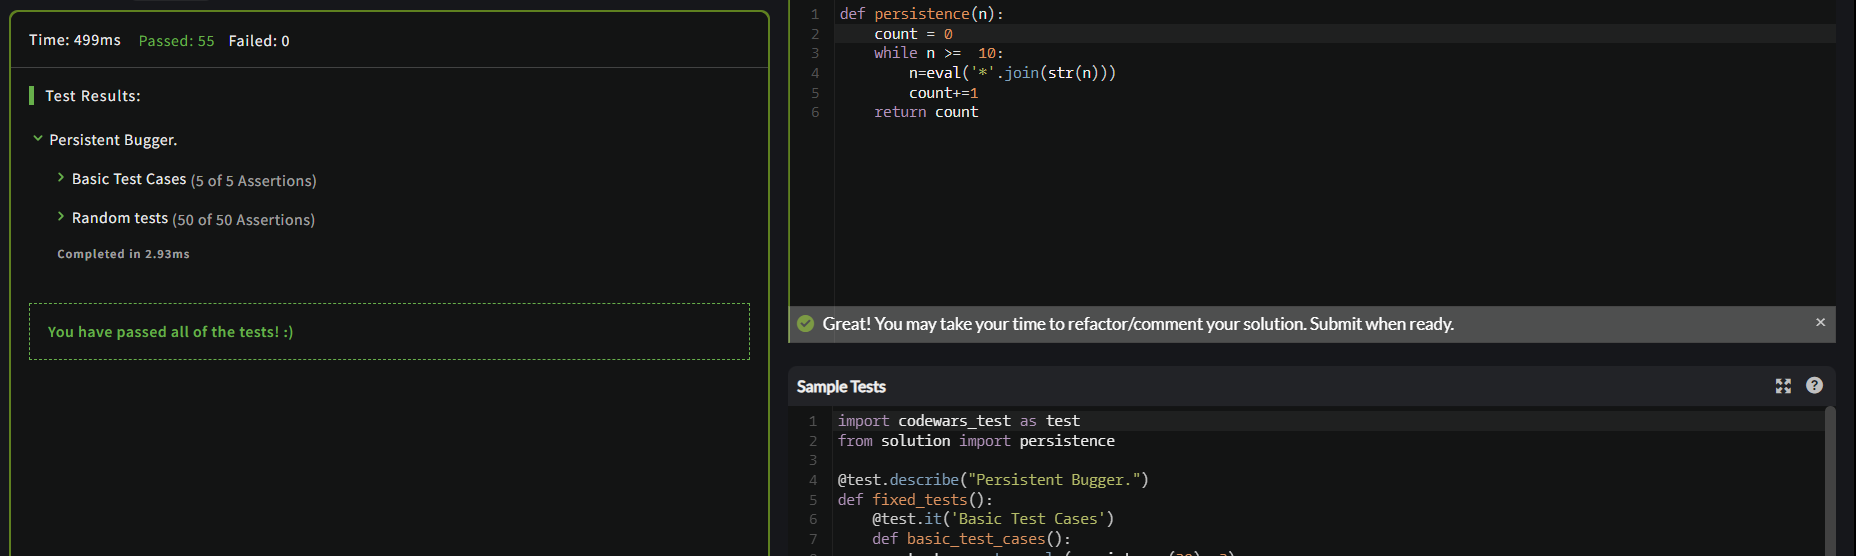 Time: 499ms Passed: 55 Failed: 0
Test Results:
Persistent Bugger.
Basic Test Cases (5 of 5 Assertions)
Random tests (50 of 50 Assertions)
Completed in 2.93ms
You have passed all of the tests! :)
1 def persistence(n):
2     count = 0
3     while n >=  10:
4         n=eval('*'.join(str(n)))
5         count+=1
6     return count
Great! You may take your time to refactor/comment your solution. Submit when ready.
Sample Tests
1 import codewars_test as test
2 from solution import persistence
3
4 @test.describe("Persistent Bugger.")
5 def fixed_tests():
6     @test.it('Basic Test Cases')
7     def basic_test_cases():